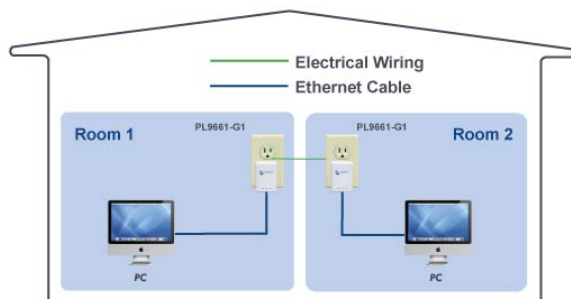 Electrical Wiring
Ethernet Cable
Room 1
PL9661-G1
PL9661-G1
Room 2
PC
PC